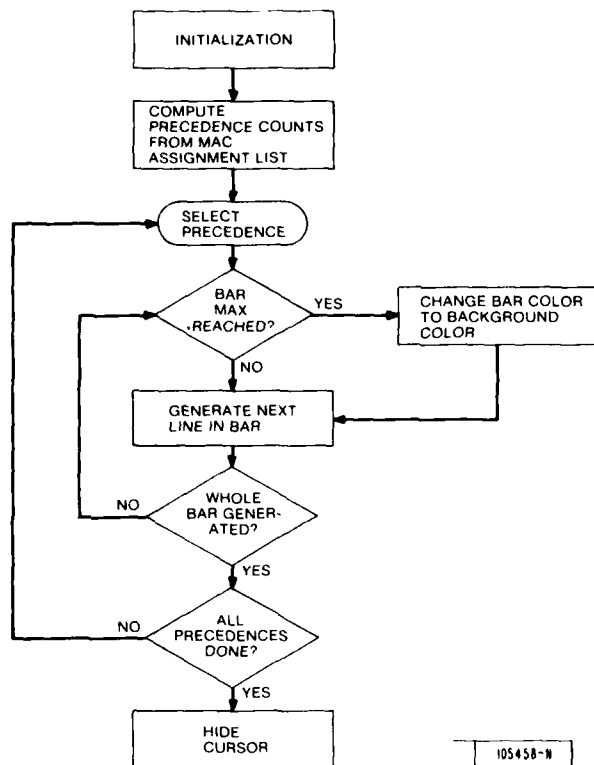 INITIALIZATION
COMPUTE
PRECEDENCE COUNTS
FROM MAC
ASSIGNMENT LIST
SELECT
PRECEDENCE
BAR
MAX
REACHED?
YES
CHANGE BAR COLOR
TO BACKGROUND
COLOR
NO
GENERATE NEXT
LINE IN BAR
NO
WHOLE
BAR GENER-
ATED?
YES
NO
ALL
PRECEDENCES
DONE?
YES
HIDE
CURSOR
105458-N